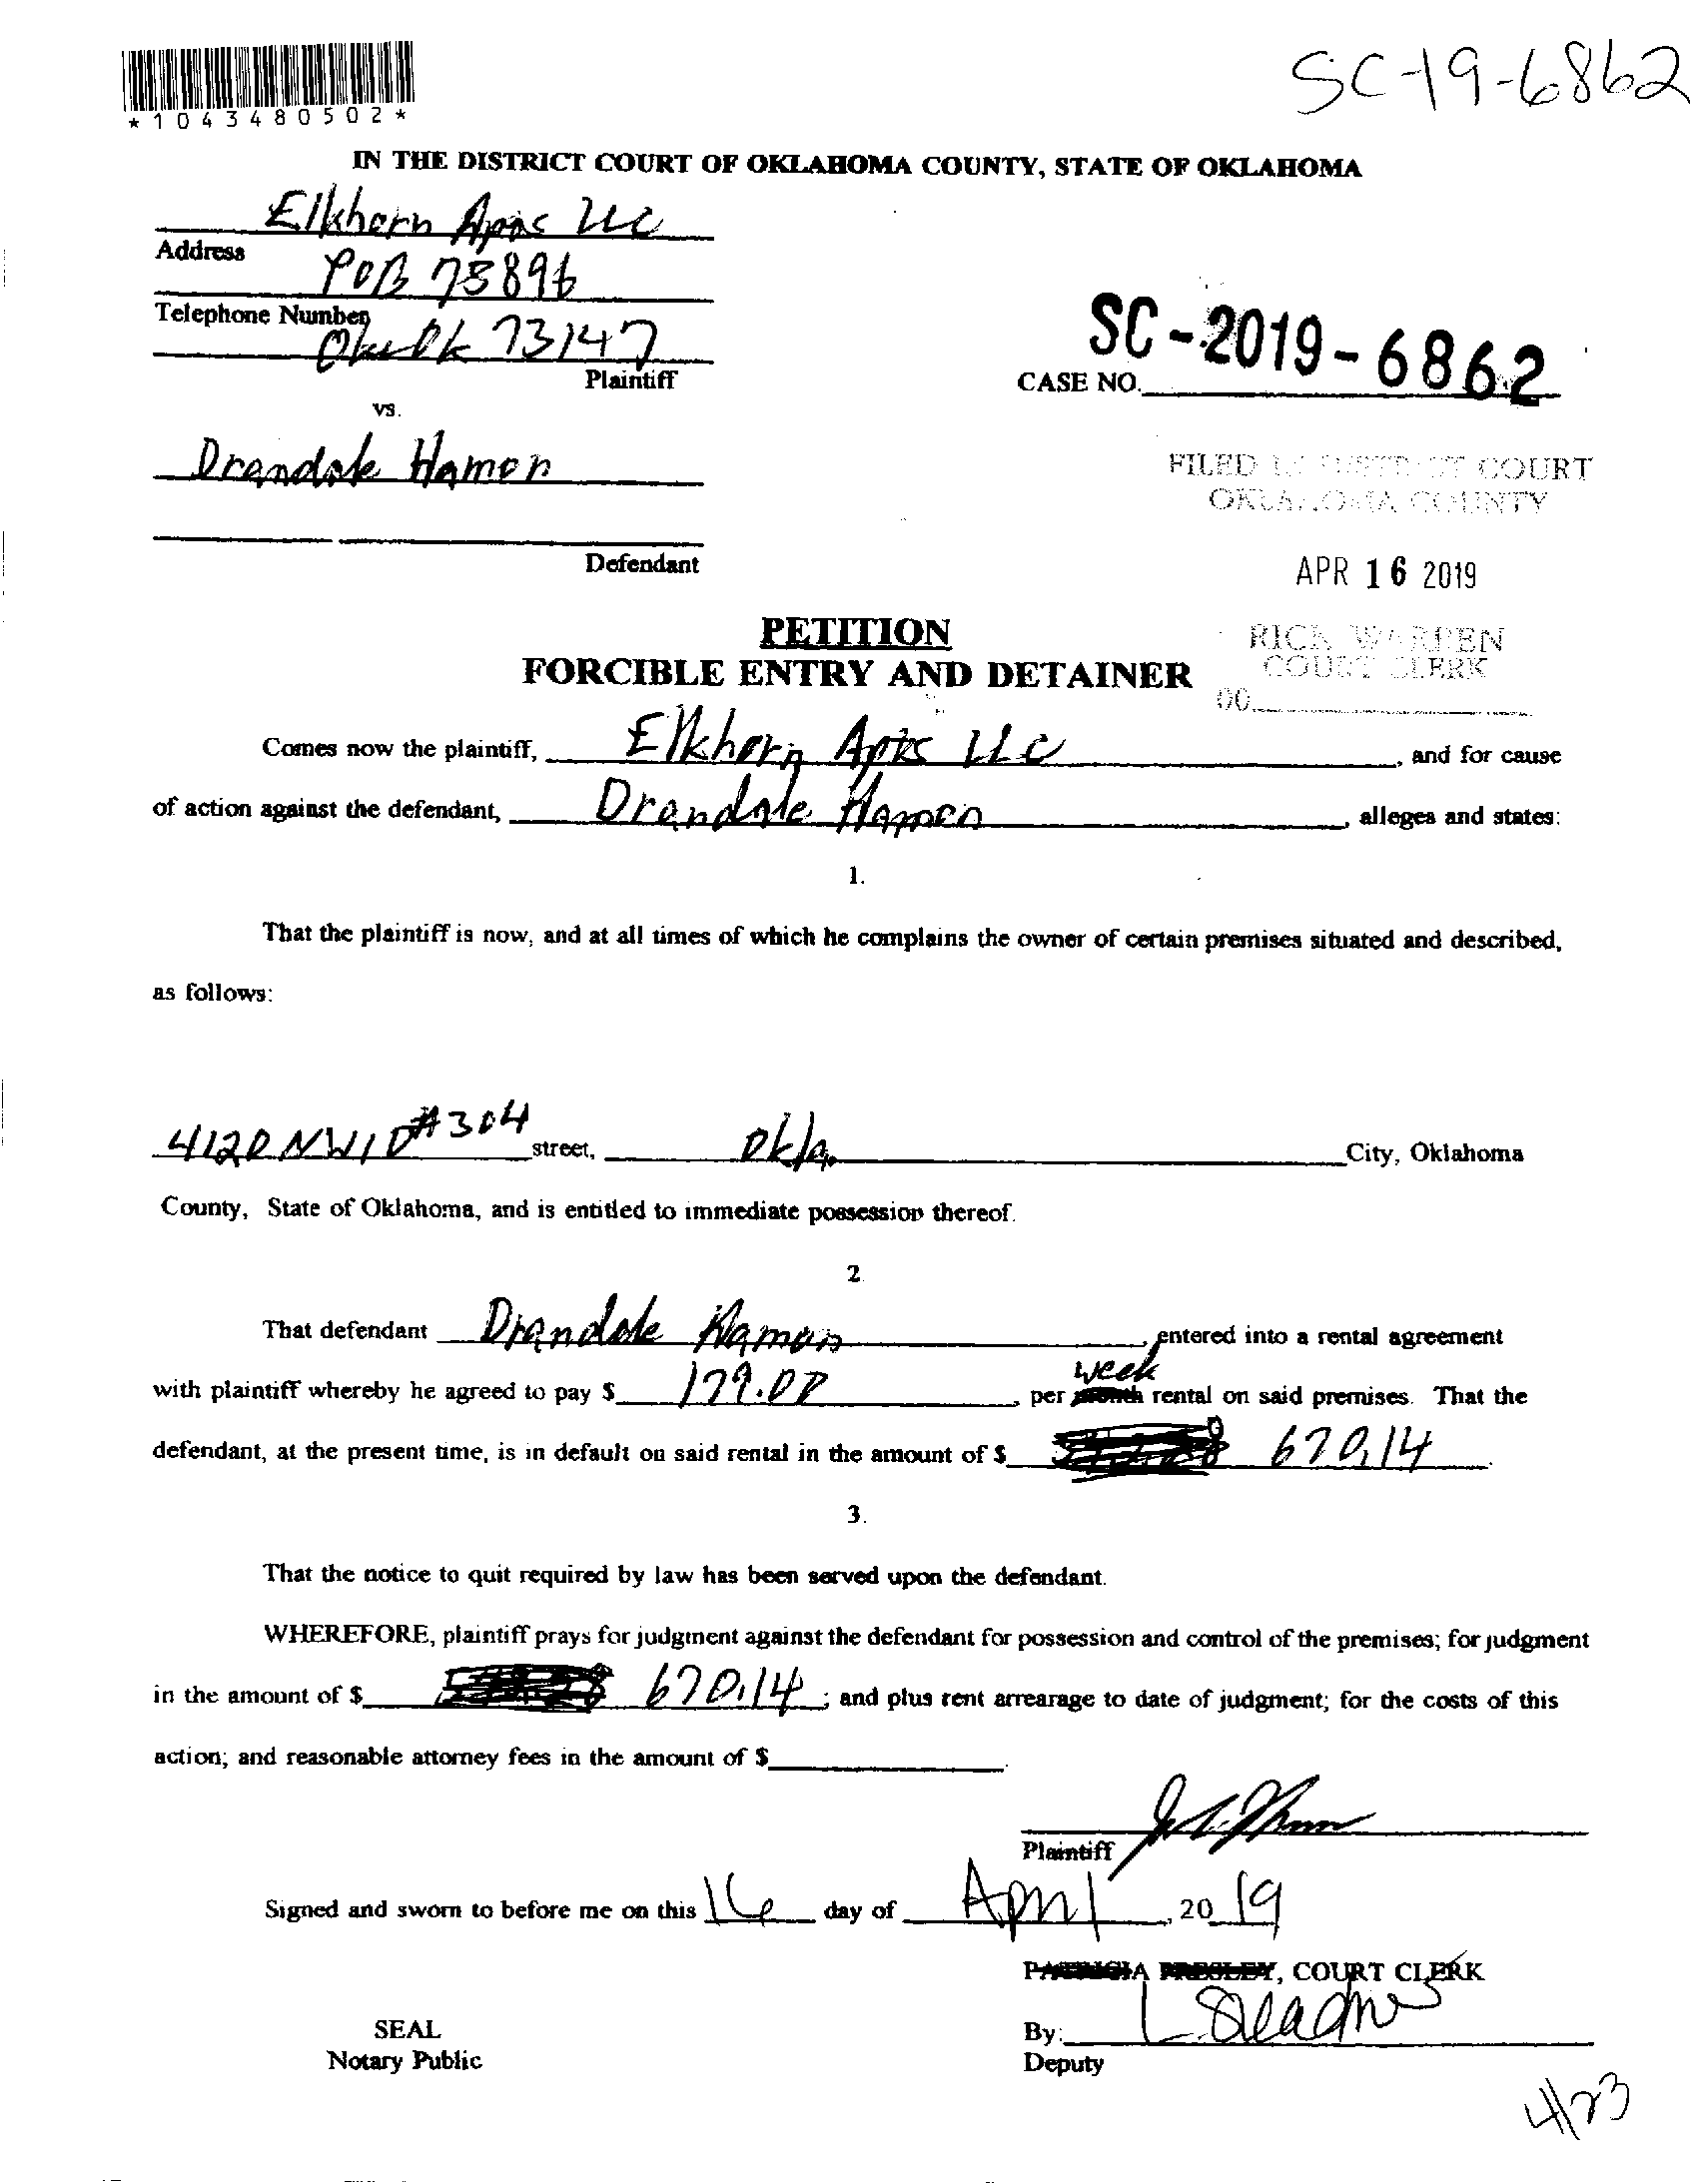 SC-19-6862
*1043480502*
IN THE DISTRICT COURT OF OKLAHOMA COUNTY, STATE OF OKLAHOMA
Elkhorn Apts LLC
Address
POB 75896
Telephone Number
Okc Ok 73147
Plaintiff
SC-2019-6862
CASE NO.
vs.
Drandale Hamon
FILED IN DISTRICT COURT
OKLAHOMA COUNTY
Defendant
APR 16 2019
PETITION
RICK WARREN
FORCIBLE ENTRY AND DETAINER
COURT CLERK
Comes now the plaintiff, Elkhorn Apts LLC, and for cause
of action against the defendant, Drandale Hamon, alleges and states:
1.
That the plaintiff is now, and at all times of which he complains the owner of certain premises situated and described,
as follows:
4120 NW10 #304 street, Okla. City, Oklahoma
County, State of Oklahoma, and is entitled to immediate possession thereof.
2.
That defendant Drandale Hamon, entered into a rental agreement
week
with plaintiff whereby he agreed to pay $ 179.00, per month rental on said premises. That the
defendant, at the present time, is in default on said rental in the amount of $ 670.14.
3.
That the notice to quit required by law has been served upon the defendant.
WHEREFORE, plaintiff prays for judgment against the defendant for possession and control of the premises; for judgment
in the amount of $ 670.14; and plus rent arrearage to date of judgment; for the costs of this
action; and reasonable attorney fees in the amount of $
Plaintiff
Signed and sworn to before me on this 16 day of April, 2019
PATRICIA PRESLEY, COURT CLERK
SEAL
By:
Notary Public
Deputy
4/23